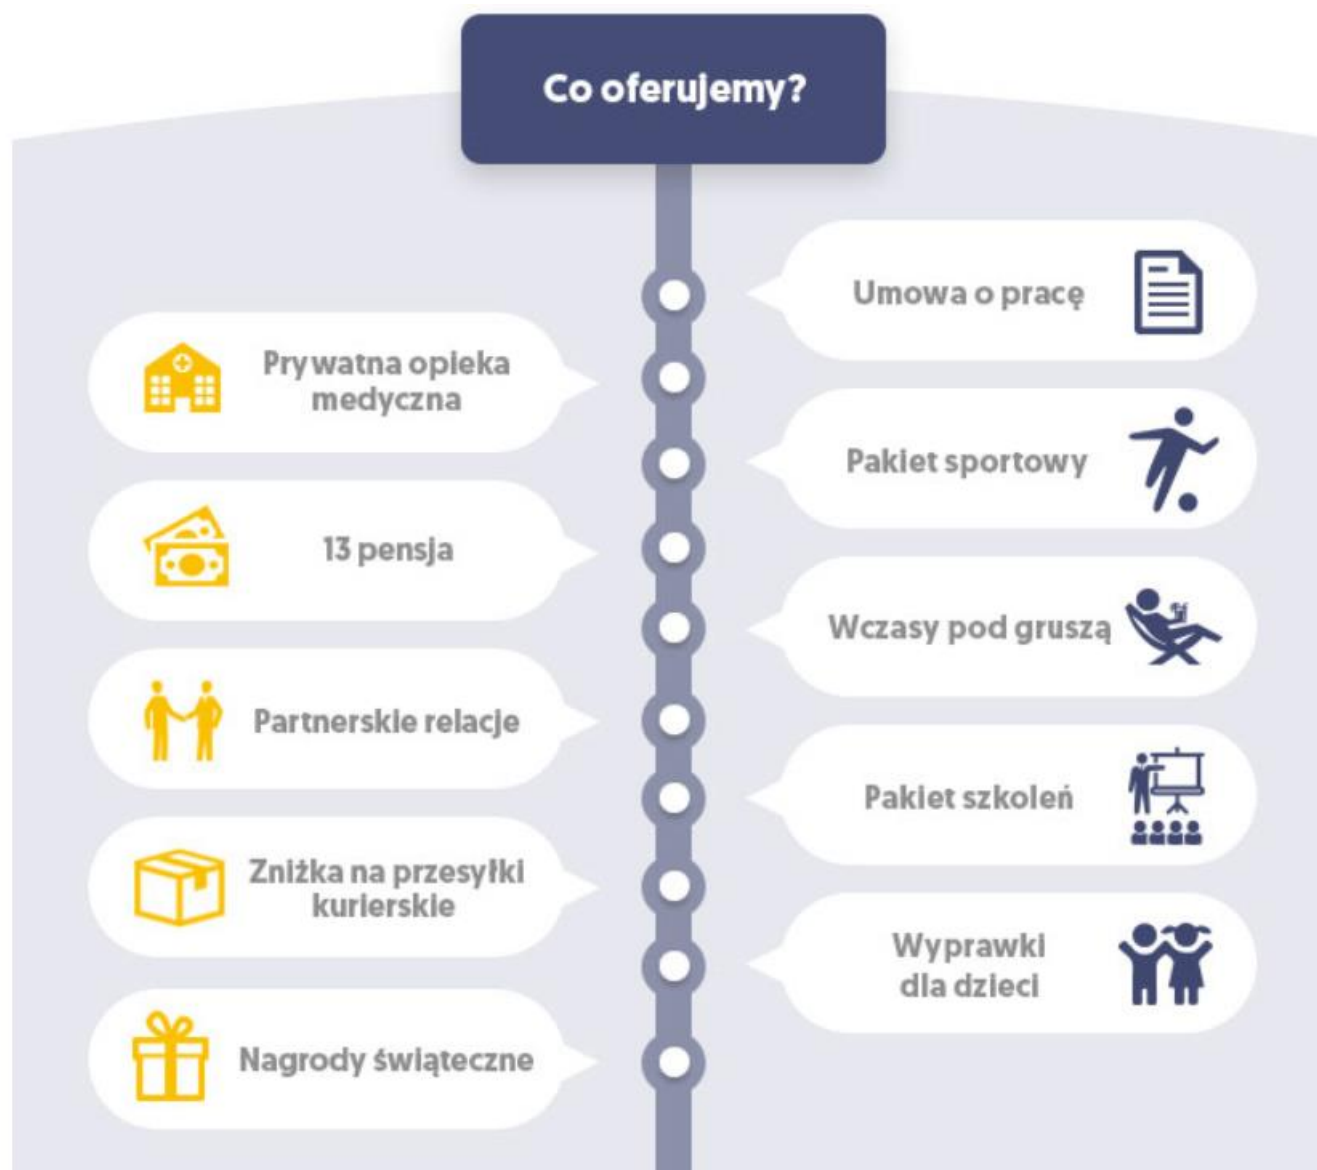 Co oferujemy?
Umowa o pracę
Prywatna opieka
medyczna
Pakiet sportowy
13 pensja
Wczasy pod gruszą
Partnerskie relacje
Pakiet szkoleń
Zniżka na przesyłki
kurierskie
Wyprawki
dla dzieci
Nagrody świąteczne